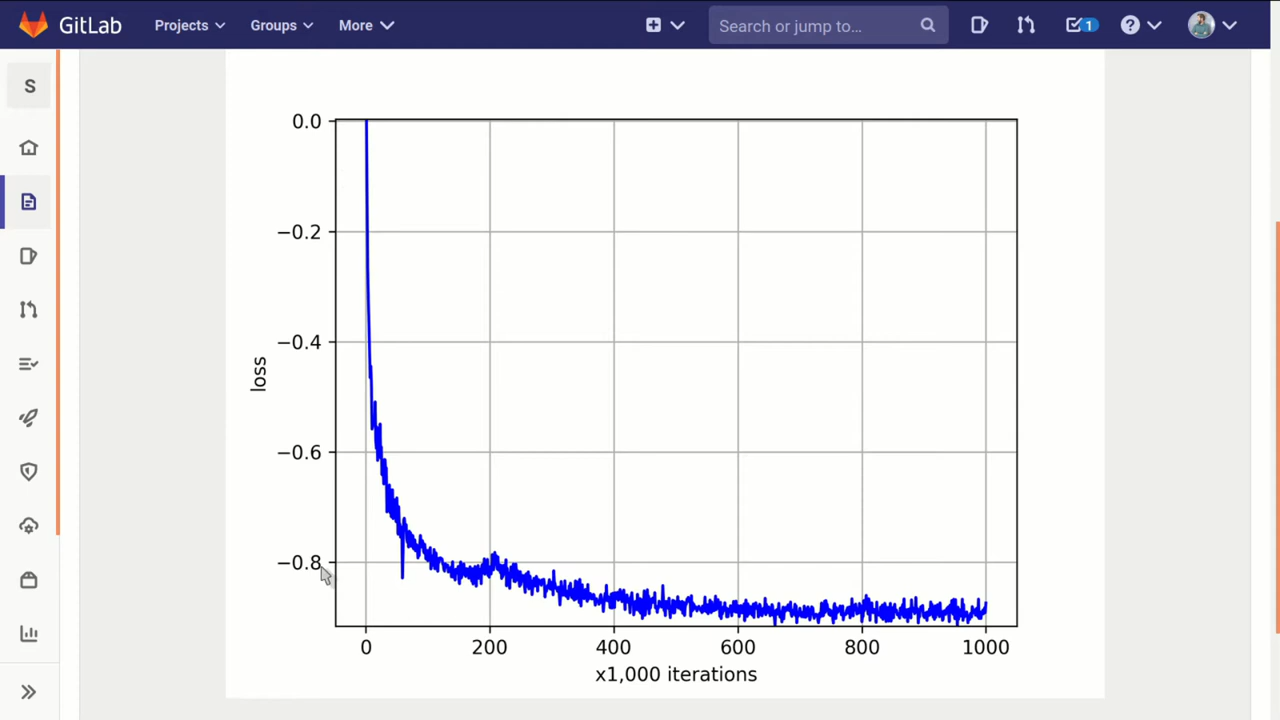 GitLab
Projects
Groups
More
Search or jump to...
1
S
0.0
−0.2
−0.4
−0.6
−0.8
loss
0 200 400 600 800 1000
x1,000 iterations